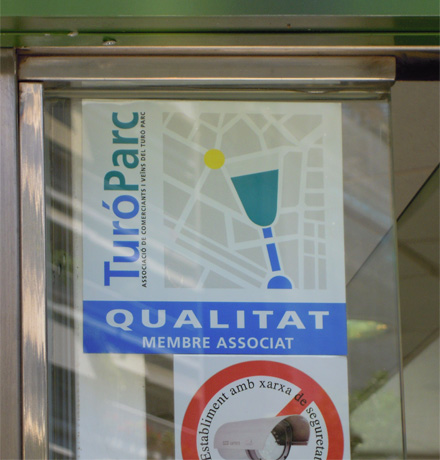 TuróParc
ASSOCIACIÓ DE COMERCIANTS I VEÏNS DEL TURÓ PARC
QUALITAT
MEMBRE ASSOCIAT
Establiment amb xarxa de seguretat